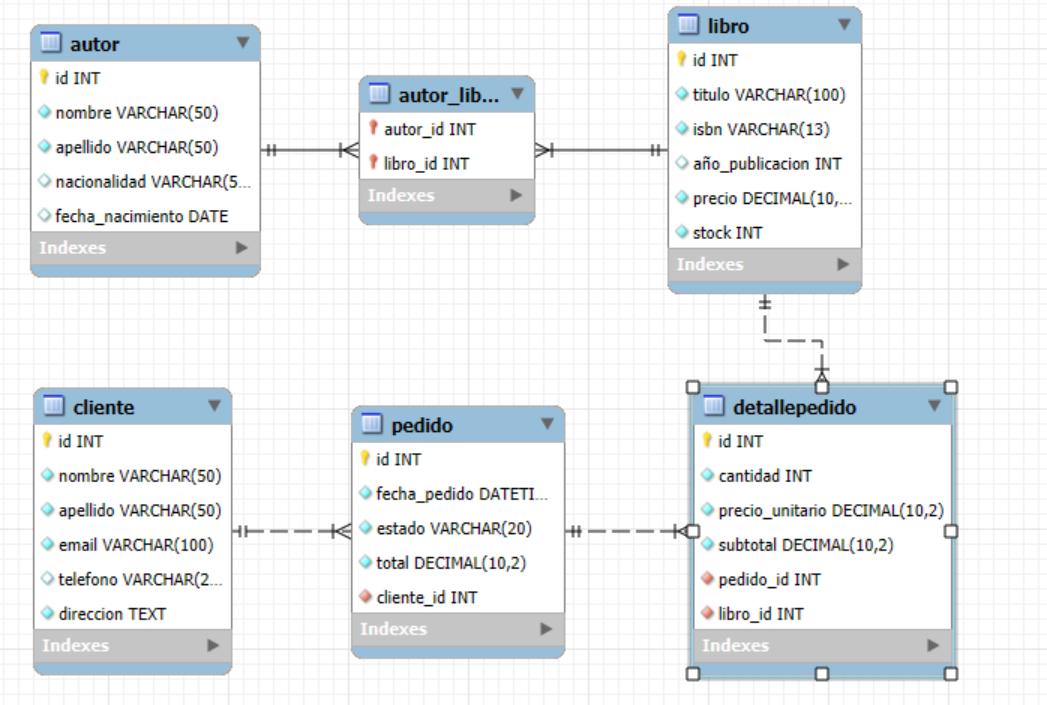 autor
id INT
nombre VARCHAR(50)
apellido VARCHAR(50)
nacionalidad VARCHAR(5...
fecha_nacimiento DATE
Indexes
autor_lib...
autor_id INT
libro_id INT
Indexes
libro
id INT
titulo VARCHAR(100)
isbn VARCHAR(13)
año_publicacion INT
precio DECIMAL(10,...
stock INT
Indexes
cliente
id INT
nombre VARCHAR(50)
apellido VARCHAR(50)
email VARCHAR(100)
telefono VARCHAR(2...
direccion TEXT
Indexes
pedido
id INT
fecha_pedido DATETI...
estado VARCHAR(20)
total DECIMAL(10,2)
cliente_id INT
Indexes
detallepedido
id INT
cantidad INT
precio_unitario DECIMAL(10,2)
subtotal DECIMAL(10,2)
pedido_id INT
libro_id INT
Indexes